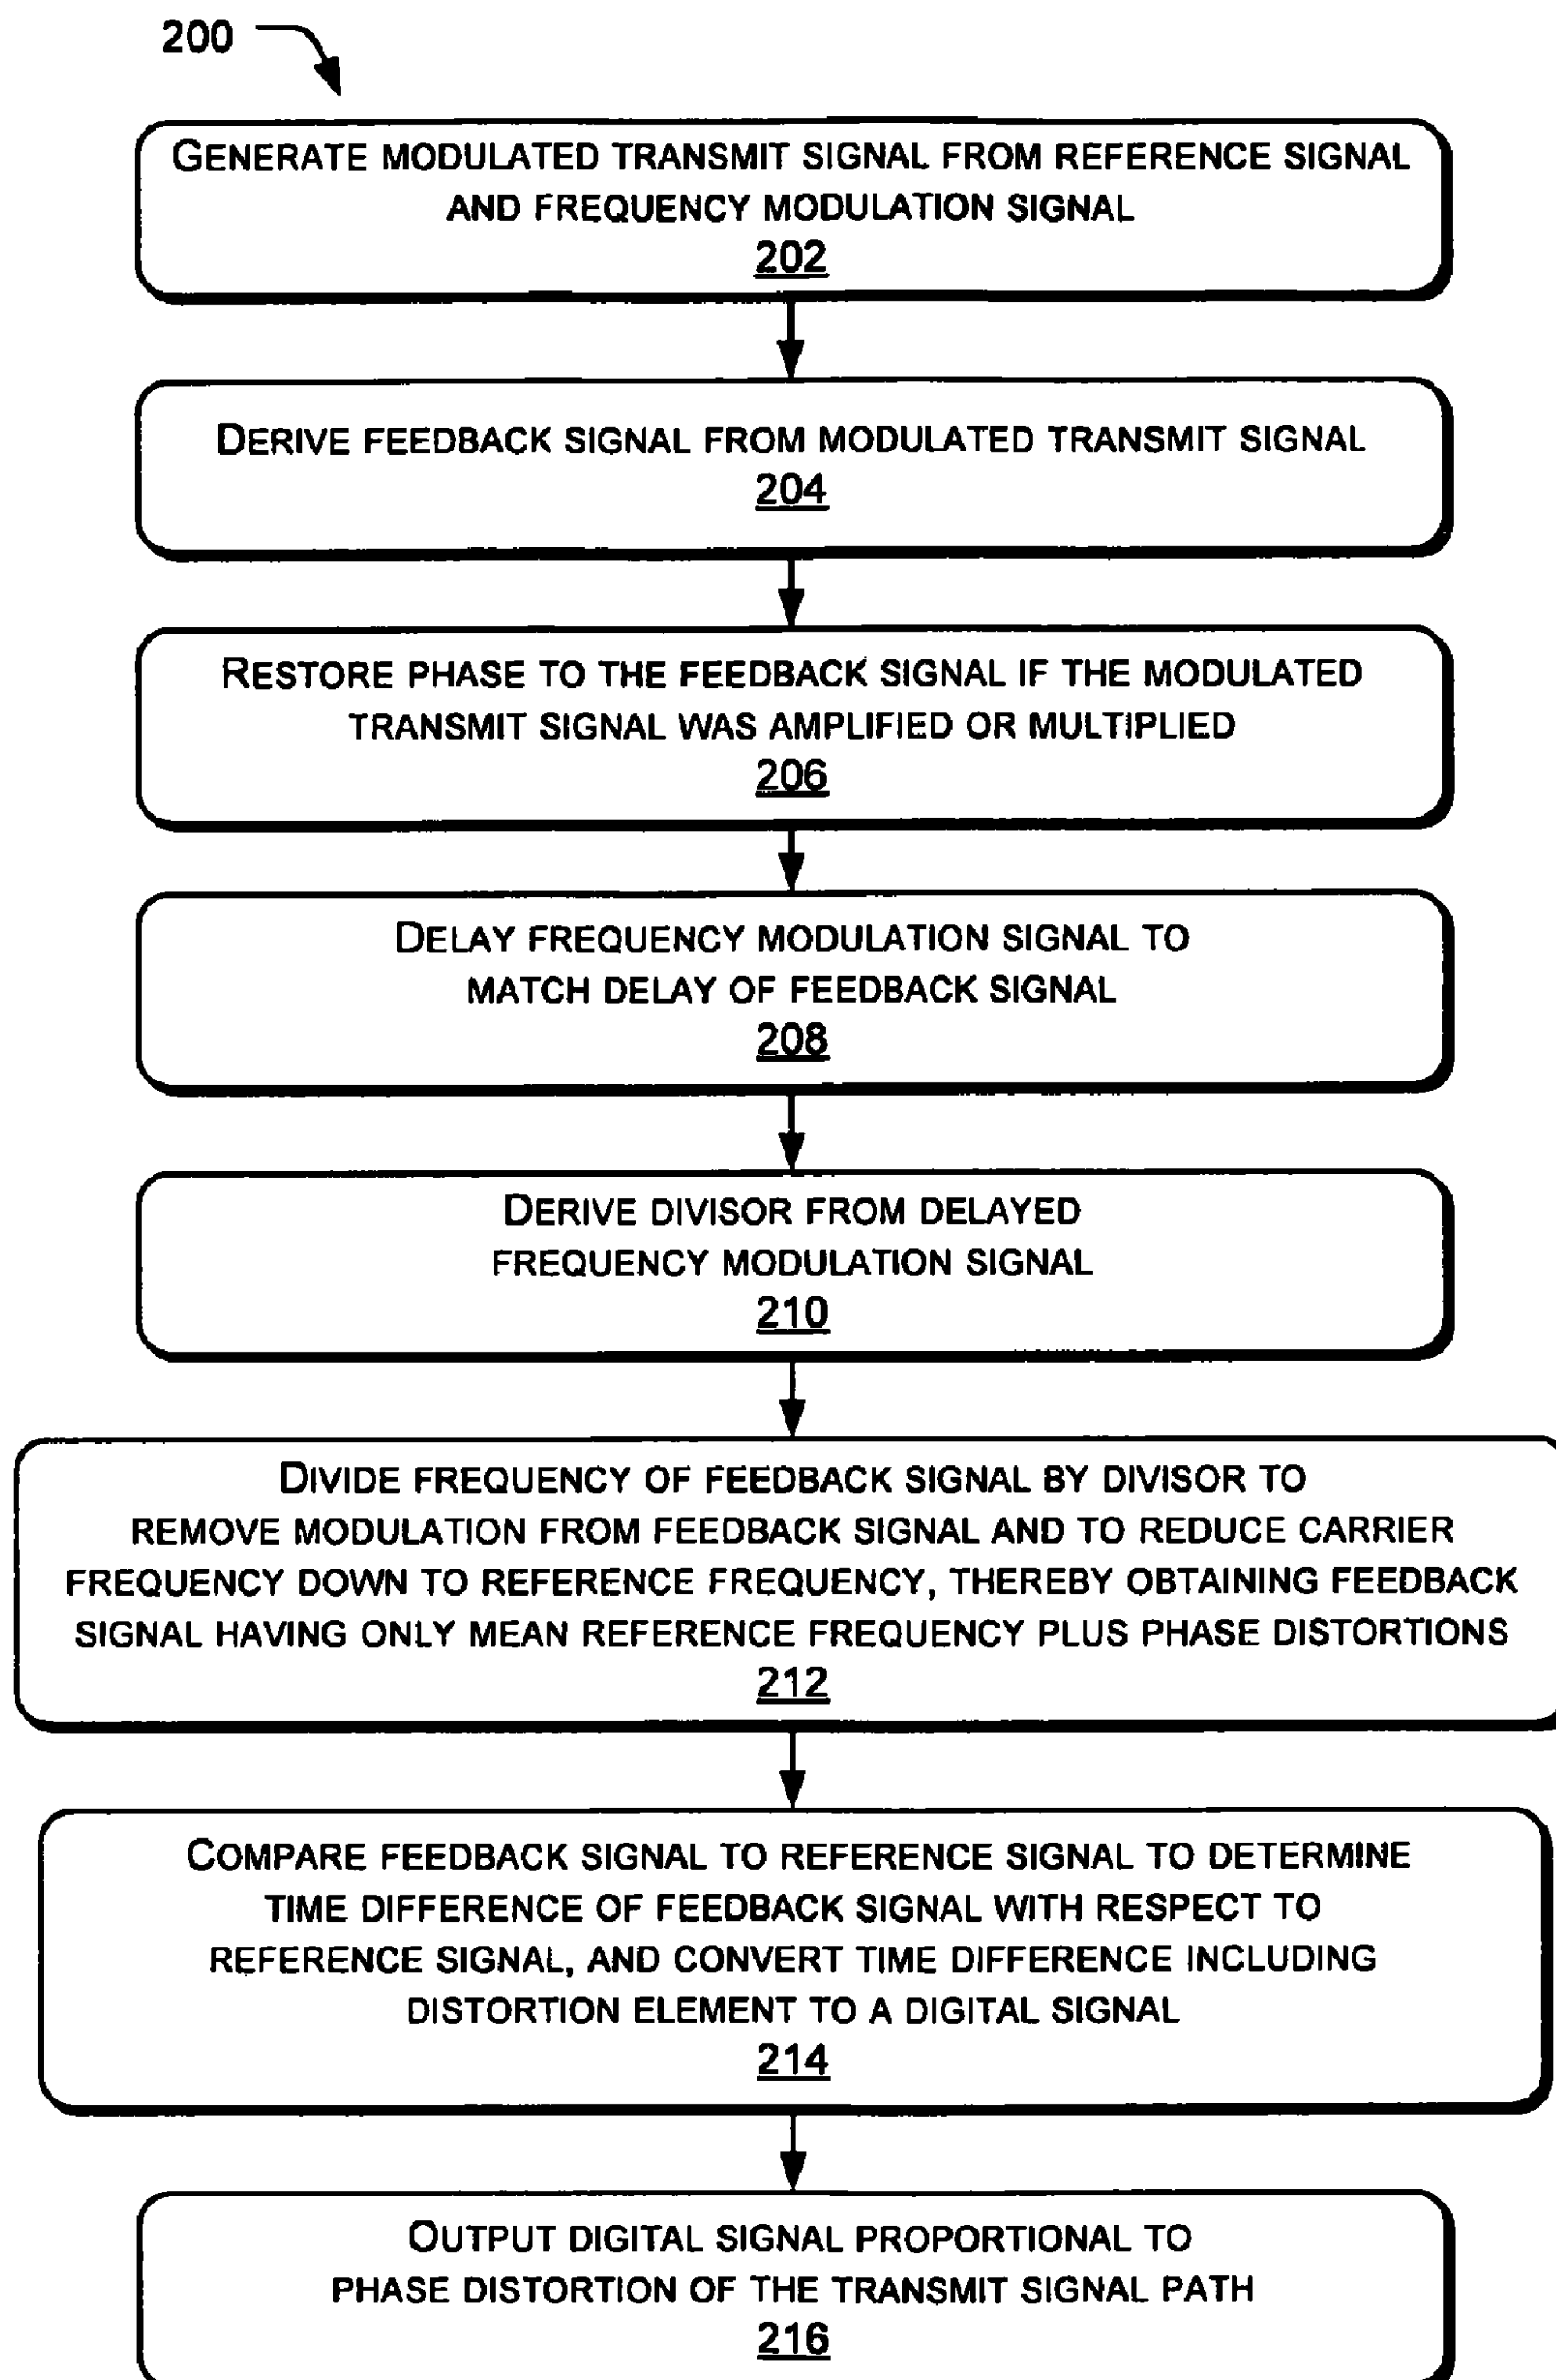 200
GENERATE MODULATED TRANSMIT SIGNAL FROM REFERENCE SIGNAL
AND FREQUENCY MODULATION SIGNAL
202
DERIVE FEEDBACK SIGNAL FROM MODULATED TRANSMIT SIGNAL
204
RESTORE PHASE TO THE FEEDBACK SIGNAL IF THE MODULATED
TRANSMIT SIGNAL WAS AMPLIFIED OR MULTIPLIED
206
DELAY FREQUENCY MODULATION SIGNAL TO
MATCH DELAY OF FEEDBACK SIGNAL
208
DERIVE DIVISOR FROM DELAYED
FREQUENCY MODULATION SIGNAL
210
DIVIDE FREQUENCY OF FEEDBACK SIGNAL BY DIVISOR TO
REMOVE MODULATION FROM FEEDBACK SIGNAL AND TO REDUCE CARRIER
FREQUENCY DOWN TO REFERENCE FREQUENCY, THEREBY OBTAINING FEEDBACK
SIGNAL HAVING ONLY MEAN REFERENCE FREQUENCY PLUS PHASE DISTORTIONS
212
COMPARE FEEDBACK SIGNAL TO REFERENCE SIGNAL TO DETERMINE
TIME DIFFERENCE OF FEEDBACK SIGNAL WITH RESPECT TO
REFERENCE SIGNAL, AND CONVERT TIME DIFFERENCE INCLUDING
DISTORTION ELEMENT TO A DIGITAL SIGNAL
214
OUTPUT DIGITAL SIGNAL PROPORTIONAL TO
PHASE DISTORTION OF THE TRANSMIT SIGNAL PATH
216